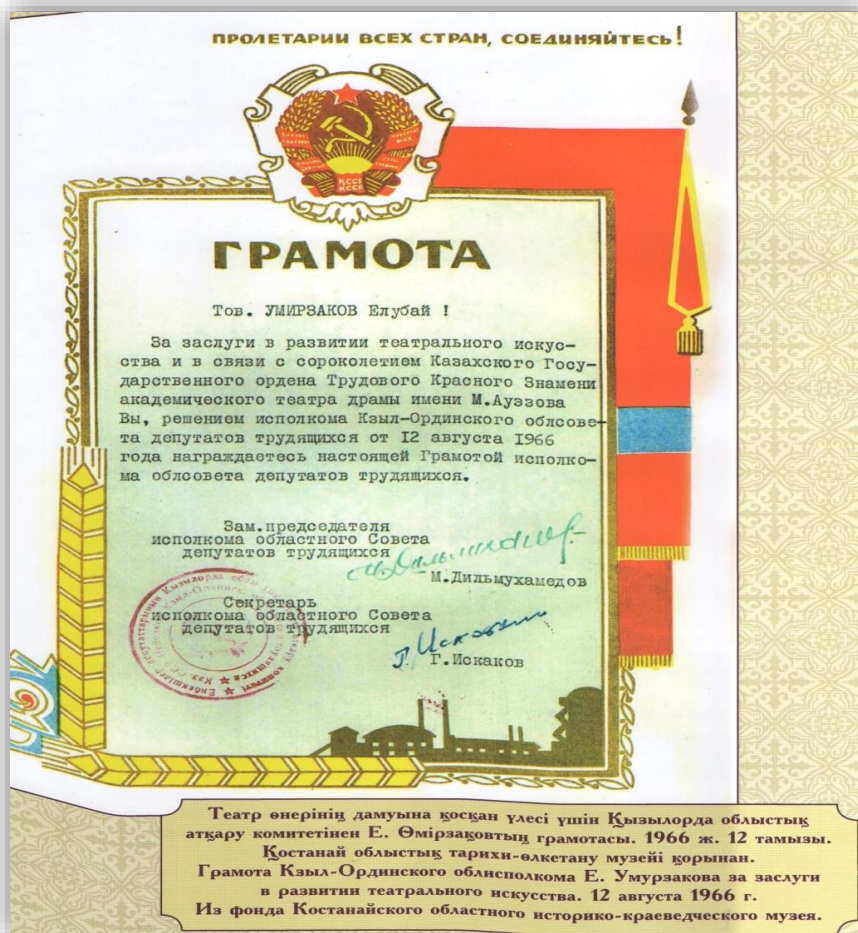 ПРОЛЕТАРИИ ВСЕХ СТРАН, СОЕДИНЯЙТЕСЬ!
ҚССР
КССР
ГРАМОТА
Тов. УМИРЗАКОВ Елубай !
За заслуги в развитии театрального искус-
ства и в связи с сорокoлетием Казахского Госу-
дарственного ордена Трудового Красного Знамени
академического театра драмы имени М.Ауэзова
Вы, решением исполкома Кзыл-Ординского облсове-
та депутатов трудящихся от 12 августа 1966
года награждаетесь настоящей Грамотой исполко-
ма облсовета депутатов трудящихся.
Зам.председателя
исполкома областного Совета
депутатов трудящихся
М.Дильмухамедов
Секретарь
исполкома областного Совета
депутатов трудящихся
Г.Искаков
Театр өнерінің дамуына қосқан үлесі үшін Қызылорда облыстық
атқару комитетінен Е. Өмірзақовтың грамотасы. 1966 ж. 12 тамызы.
Қостанай облыстық тарихи-өлкетану музейі қорынан.
Грамота Кзыл-Ординского облисполкома Е. Умурзакова за заслуги
в развитии театрального искусства. 12 августа 1966 г.
Из фонда Костанайского областного историко-краеведческого музея.